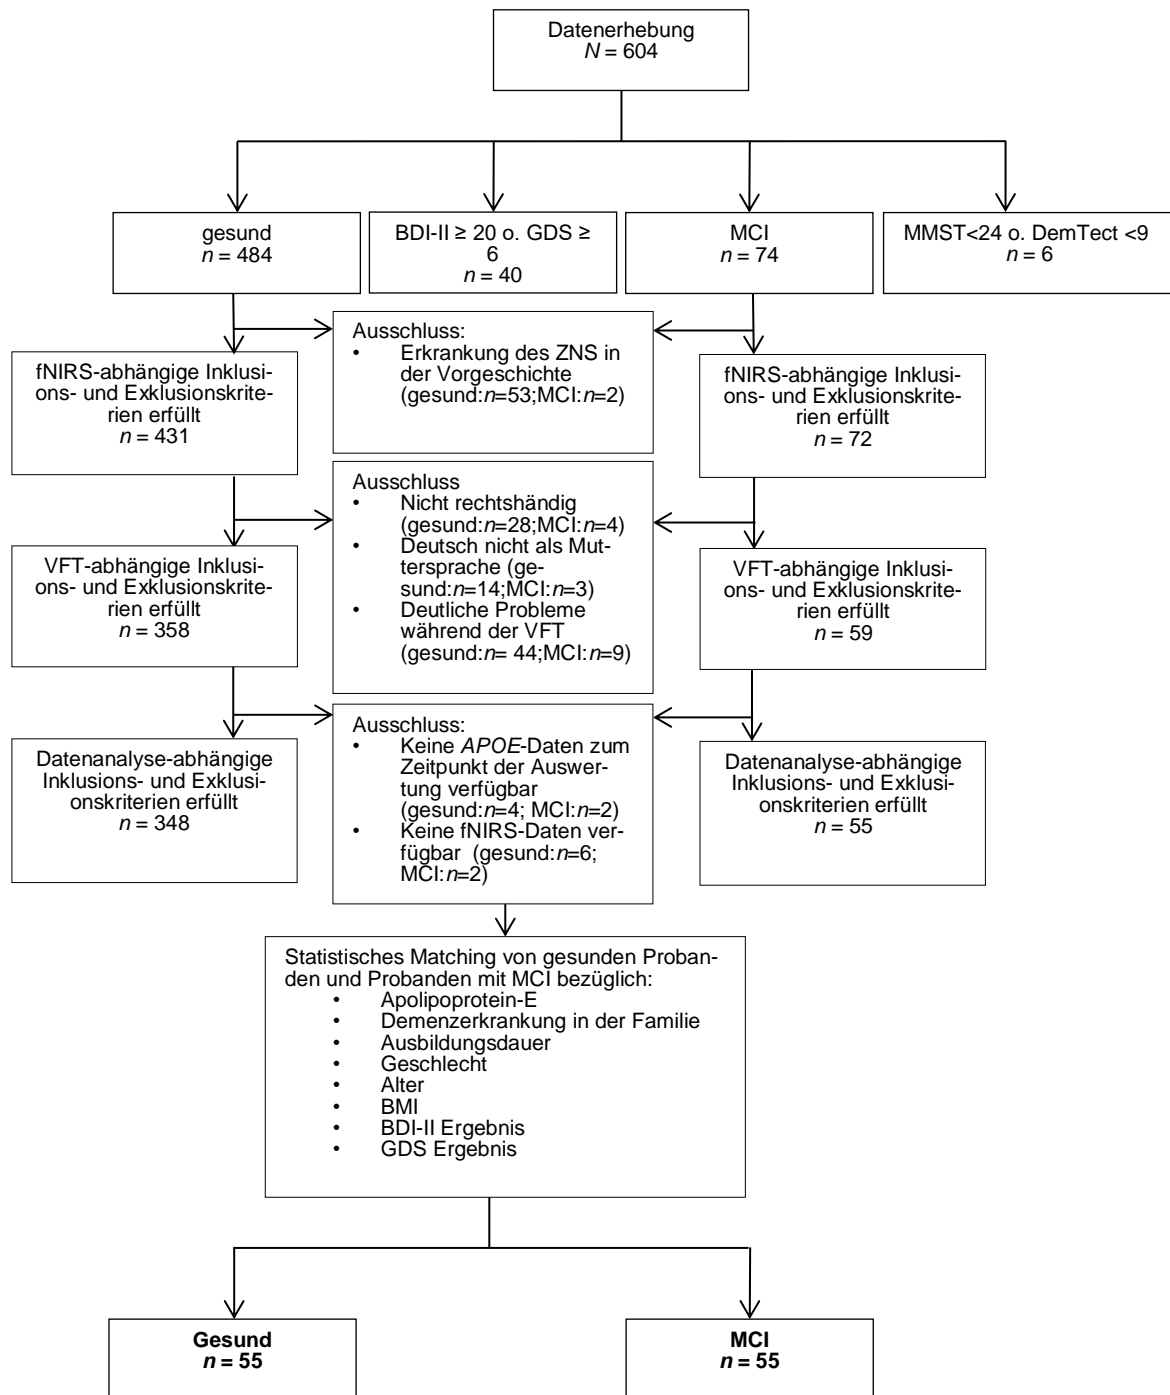 Datenerhebung
N = 604
gesund
n = 484
BDI-II ≥ 20 o. GDS ≥
6
n = 40
MCI
n = 74
MMST<24 o. DemTect <9
n = 6
Ausschluss:
• Erkrankung des ZNS in
der Vorgeschichte
(gesund:n=53;MCI:n=2)
fNIRS-abhängige Inklusi-
ons- und Exklusionskrite-
rien erfüllt
n = 431
fNIRS-abhängige Inklusi-
ons- und Exklusionskrite-
rien erfüllt
n = 72
Ausschluss
• Nicht rechtshändig
(gesund:n=28;MCI:n=4)
• Deutsch nicht als Mut-
tersprache (ge-
sund:n=14;MCI:n=3)
• Deutliche Probleme
während der VFT
(gesund:n= 44;MCI:n=9)
VFT-abhängige Inklusi-
ons- und Exklusionskrite-
rien erfüllt
n = 358
VFT-abhängige Inklusi-
ons- und Exklusionskrite-
rien erfüllt
n = 59
Ausschluss:
• Keine APOE-Daten zum
Zeitpunkt der Auswer-
tung verfügbar
(gesund:n=4; MCI:n=2)
• Keine fNIRS-Daten ver-
fügbar (gesund:n=6;
MCI:n=2)
Datenanalyse-abhängige
Inklusions- und Exklusi-
onskriterien erfüllt
n = 348
Datenanalyse-abhängige
Inklusions- und Exklusi-
onskriterien erfüllt
n = 55
Statistisches Matching von gesunden Proban-
den und Probanden mit MCI bezüglich:
• Apolipoprotein-E
• Demenzerkrankung in der Familie
• Ausbildungsdauer
• Geschlecht
• Alter
• BMI
• BDI-II Ergebnis
• GDS Ergebnis
Gesund
n = 55
MCI
n = 55